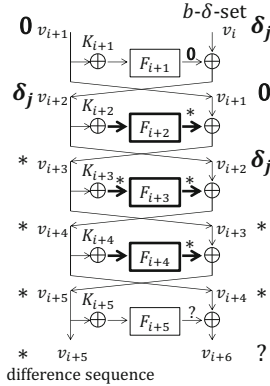 b-δ-set
0 v_{i+1} v_i δ_j
K_{i+1} F_{i+1} 0
δ_j v_{i+2} v_{i+1} 0
K_{i+2} F_{i+2} *
* v_{i+3} v_{i+2} δ_j
K_{i+3} * F_{i+3} *
* v_{i+4} v_{i+3} *
K_{i+4} F_{i+4} *
* v_{i+5} v_{i+4} *
K_{i+5} F_{i+5} ?
* v_{i+5} v_{i+6} ?
difference sequence